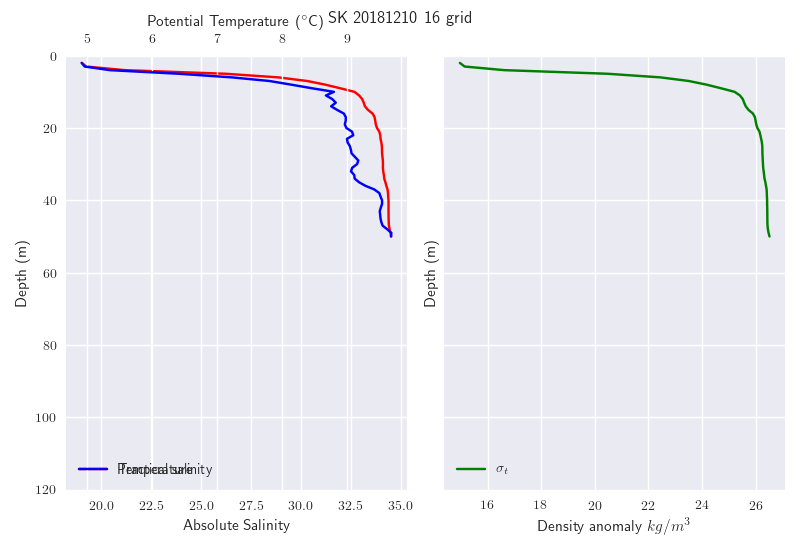 SK 20181210 16 grid
Potential Temperature (°C)
5 6 7 8 9
0
20
40
60
80
100
120
Depth (m)
20.0 22.5 25.0 27.5 30.0 32.5 35.0
Absolute Salinity
Practical salinity
Temperature
Depth (m)
σt
16 18 20 22 24 26
Density anomaly kg/m³